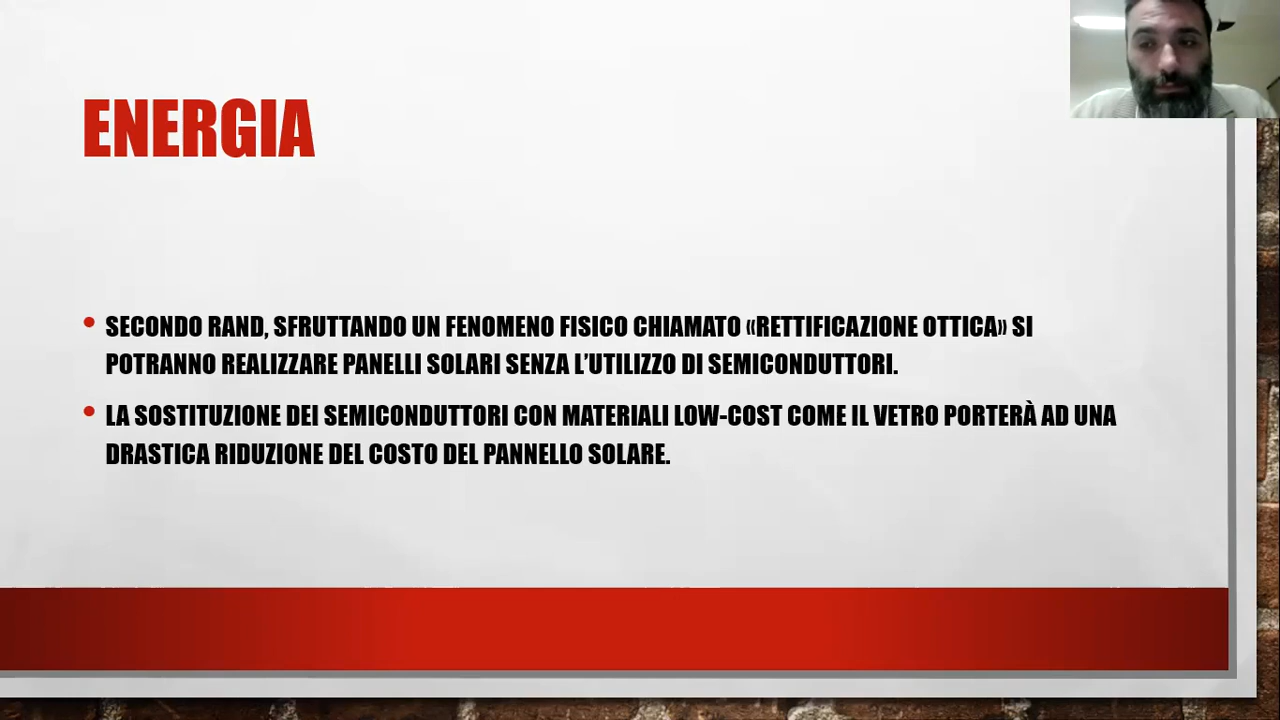 ENERGIA
• SECONDO RAND, SFRUTTANDO UN FENOMENO FISICO CHIAMATO «RETTIFICAZIONE OTTICA» SI
POTRANNO REALIZZARE PANELLI SOLARI SENZA L'UTILIZZO DI SEMICONDUTTORI.
• LA SOSTITUZIONE DEI SEMICONDUTTORI CON MATERIALI LOW-COST COME IL VETRO PORTERÀ AD UNA
DRASTICA RIDUZIONE DEL COSTO DEL PANNELLO SOLARE.